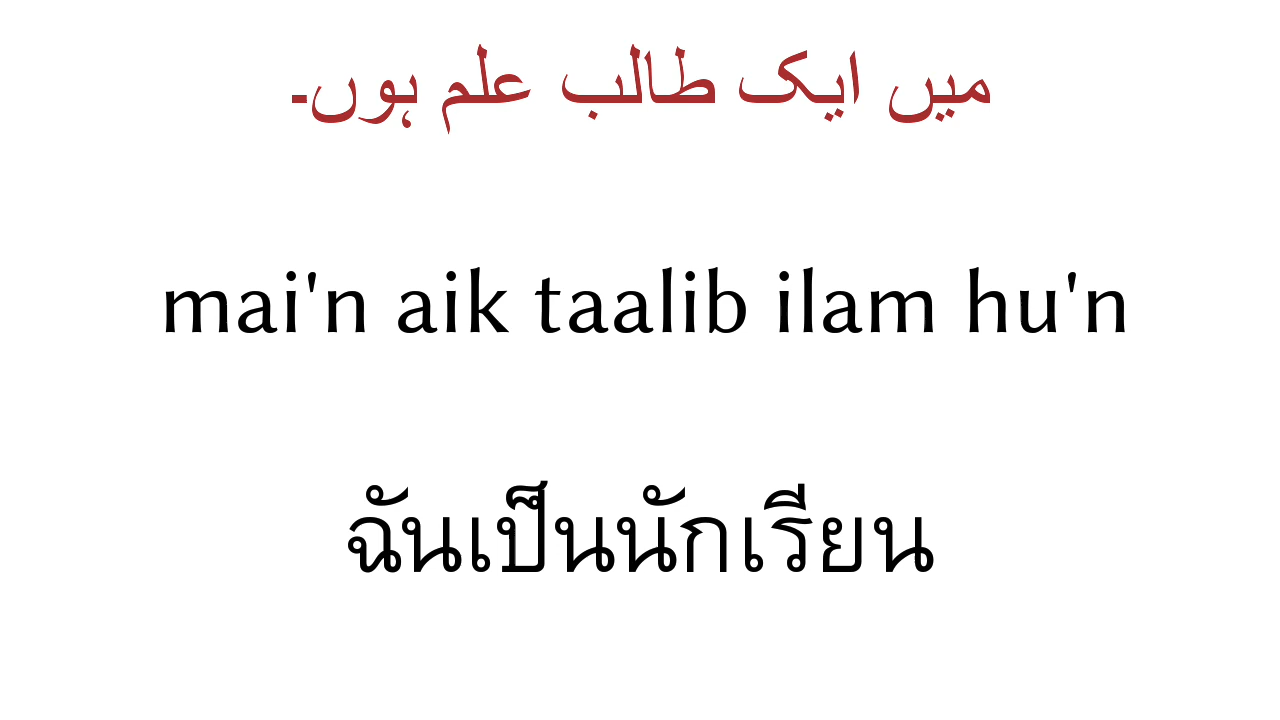 میں ایک طالب علم ہوں۔
mai'n aik taalib ilam hu'n
ฉันเป็นนักเรียน